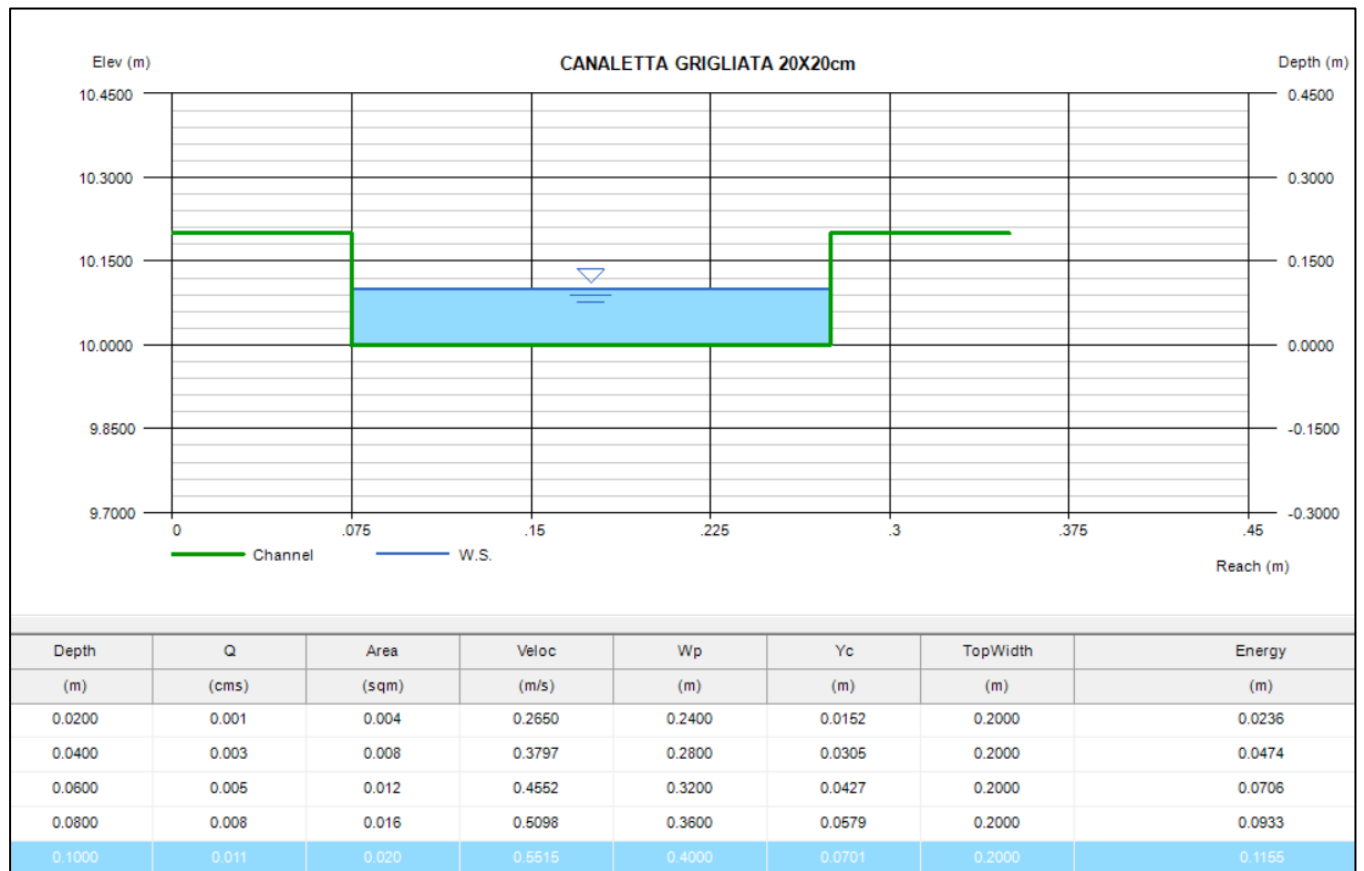 Elev (m) CANALETTA GRIGLIATA 20X20cm Depth (m)
10.4500 0.4500
10.3000 0.3000
10.1500 0.1500
10.0000 0.0000
9.8500 -0.1500
9.7000 -0.3000
0 .075 .15 .225 .3 .375 .45
Channel W.S.
Reach (m)
Depth Q Area Veloc Wp Yc TopWidth Energy
(m) (cms) (sqm) (m/s) (m) (m) (m) (m)
0.0200 0.001 0.004 0.2650 0.2400 0.0152 0.2000 0.0236
0.0400 0.003 0.008 0.3797 0.2800 0.0305 0.2000 0.0474
0.0600 0.005 0.012 0.4552 0.3200 0.0427 0.2000 0.0706
0.0800 0.008 0.016 0.5098 0.3600 0.0579 0.2000 0.0933
0.1000 0.011 0.020 0.5515 0.4000 0.0701 0.2000 0.1155